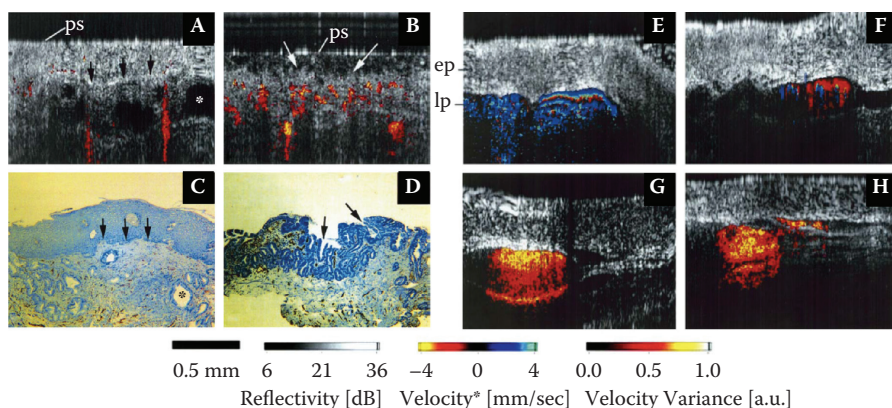 ps A
ps B
E
F
ep
lp
* 
C
D
G
H
*
0.5 mm
6 21 36
Reflectivity [dB]
–4 0 4
Velocity* [mm/sec]
0.0 0.5 1.0
Velocity Variance [a.u.]